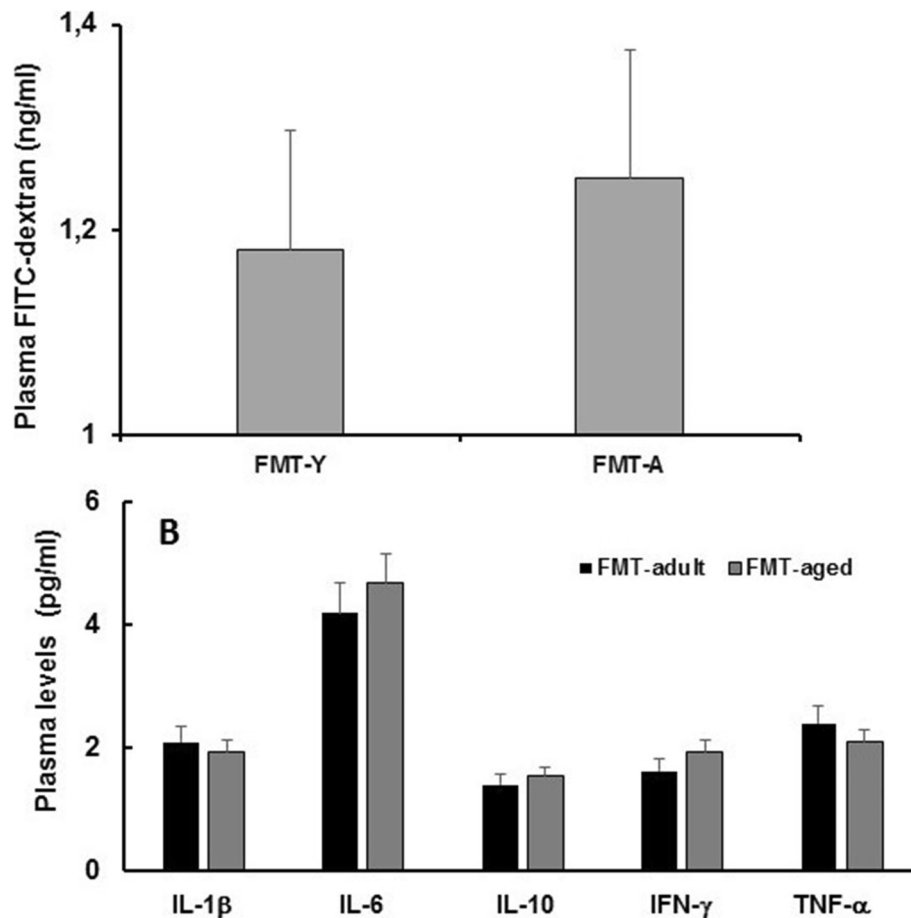 1,4
Plasma FITC-dextran (ng/ml)
1,2
1
FMT-Y FMT-A
6
B
FMT-adult FMT-aged
Plasma levels (pg/ml)
4
2
0
IL-1β IL-6 IL-10 IFN-γ TNF-α